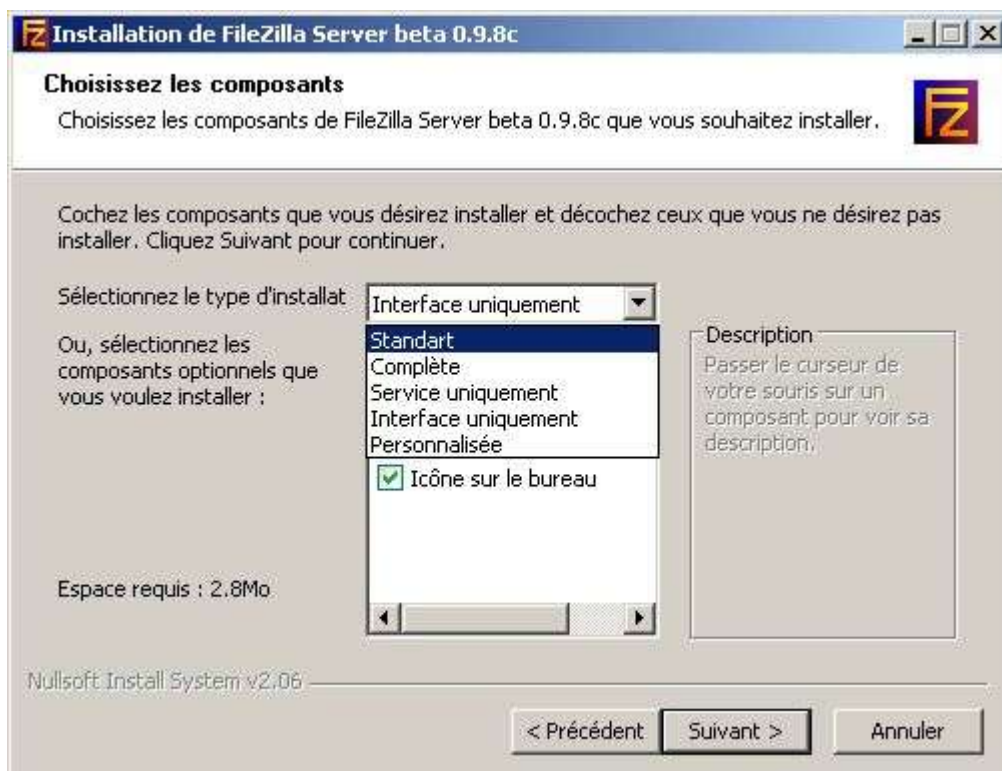 Installation de FileZilla Server beta 0.9.8c
Choisissez les composants
Choisissez les composants de FileZilla Server beta 0.9.8c que vous souhaitez installer.
FZ
Cochez les composants que vous désirez installer et décochez ceux que vous ne désirez pas
installer. Cliquez Suivant pour continuer.
Sélectionnez le type d'installat
Interface uniquement
Ou, sélectionnez les
composants optionnels que
vous voulez installer :
Standart
Complète
Service uniquement
Interface uniquement
Personnalisée
Icône sur le bureau
Description
Passer le curseur de
votre souris sur un
composant pour voir sa
description.
Espace requis : 2.8Mo
Nullsoft Install System v2.06
< Précédent
Suivant >
Annuler